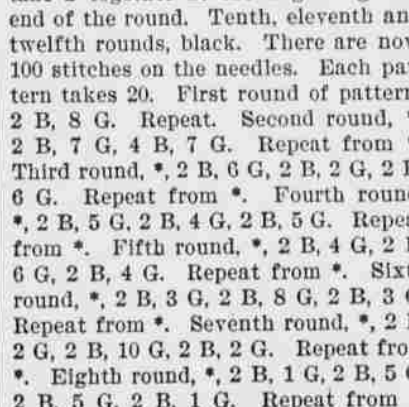 end of the round. Tenth, eleventh an
twelfth rounds, black. There are now
100 stitches on the needles. Each pa
tern takes 20. First round of pattern
2 B, 8 G. Repeat. Second round, *
2 B, 7 G, 4 B, 7 G. Repeat from *
Third round, *, 2 B, 6 G, 2 B, 2 G, 2 B
6 G. Repeat from *. Fourth round
*, 2 B, 5 G, 2 B, 4 G, 2 B, 5 G. Repea
from *. Fifth round, *, 2 B, 4 G, 2 B
6 G, 2 B, 4 G. Repeat from *. Sixt
round, *, 2 B, 3 G, 2 B, 8 G, 2 B, 3 G
Repeat from *. Seventh round, *, 2 B
2 G, 2 B, 10 G, 2 B, 2 G. Repeat fro
*. Eighth round, *, 2 B, 1 G, 2 B, 5 G
2 B, 5 G, 2 B, 1 G. Repeat from